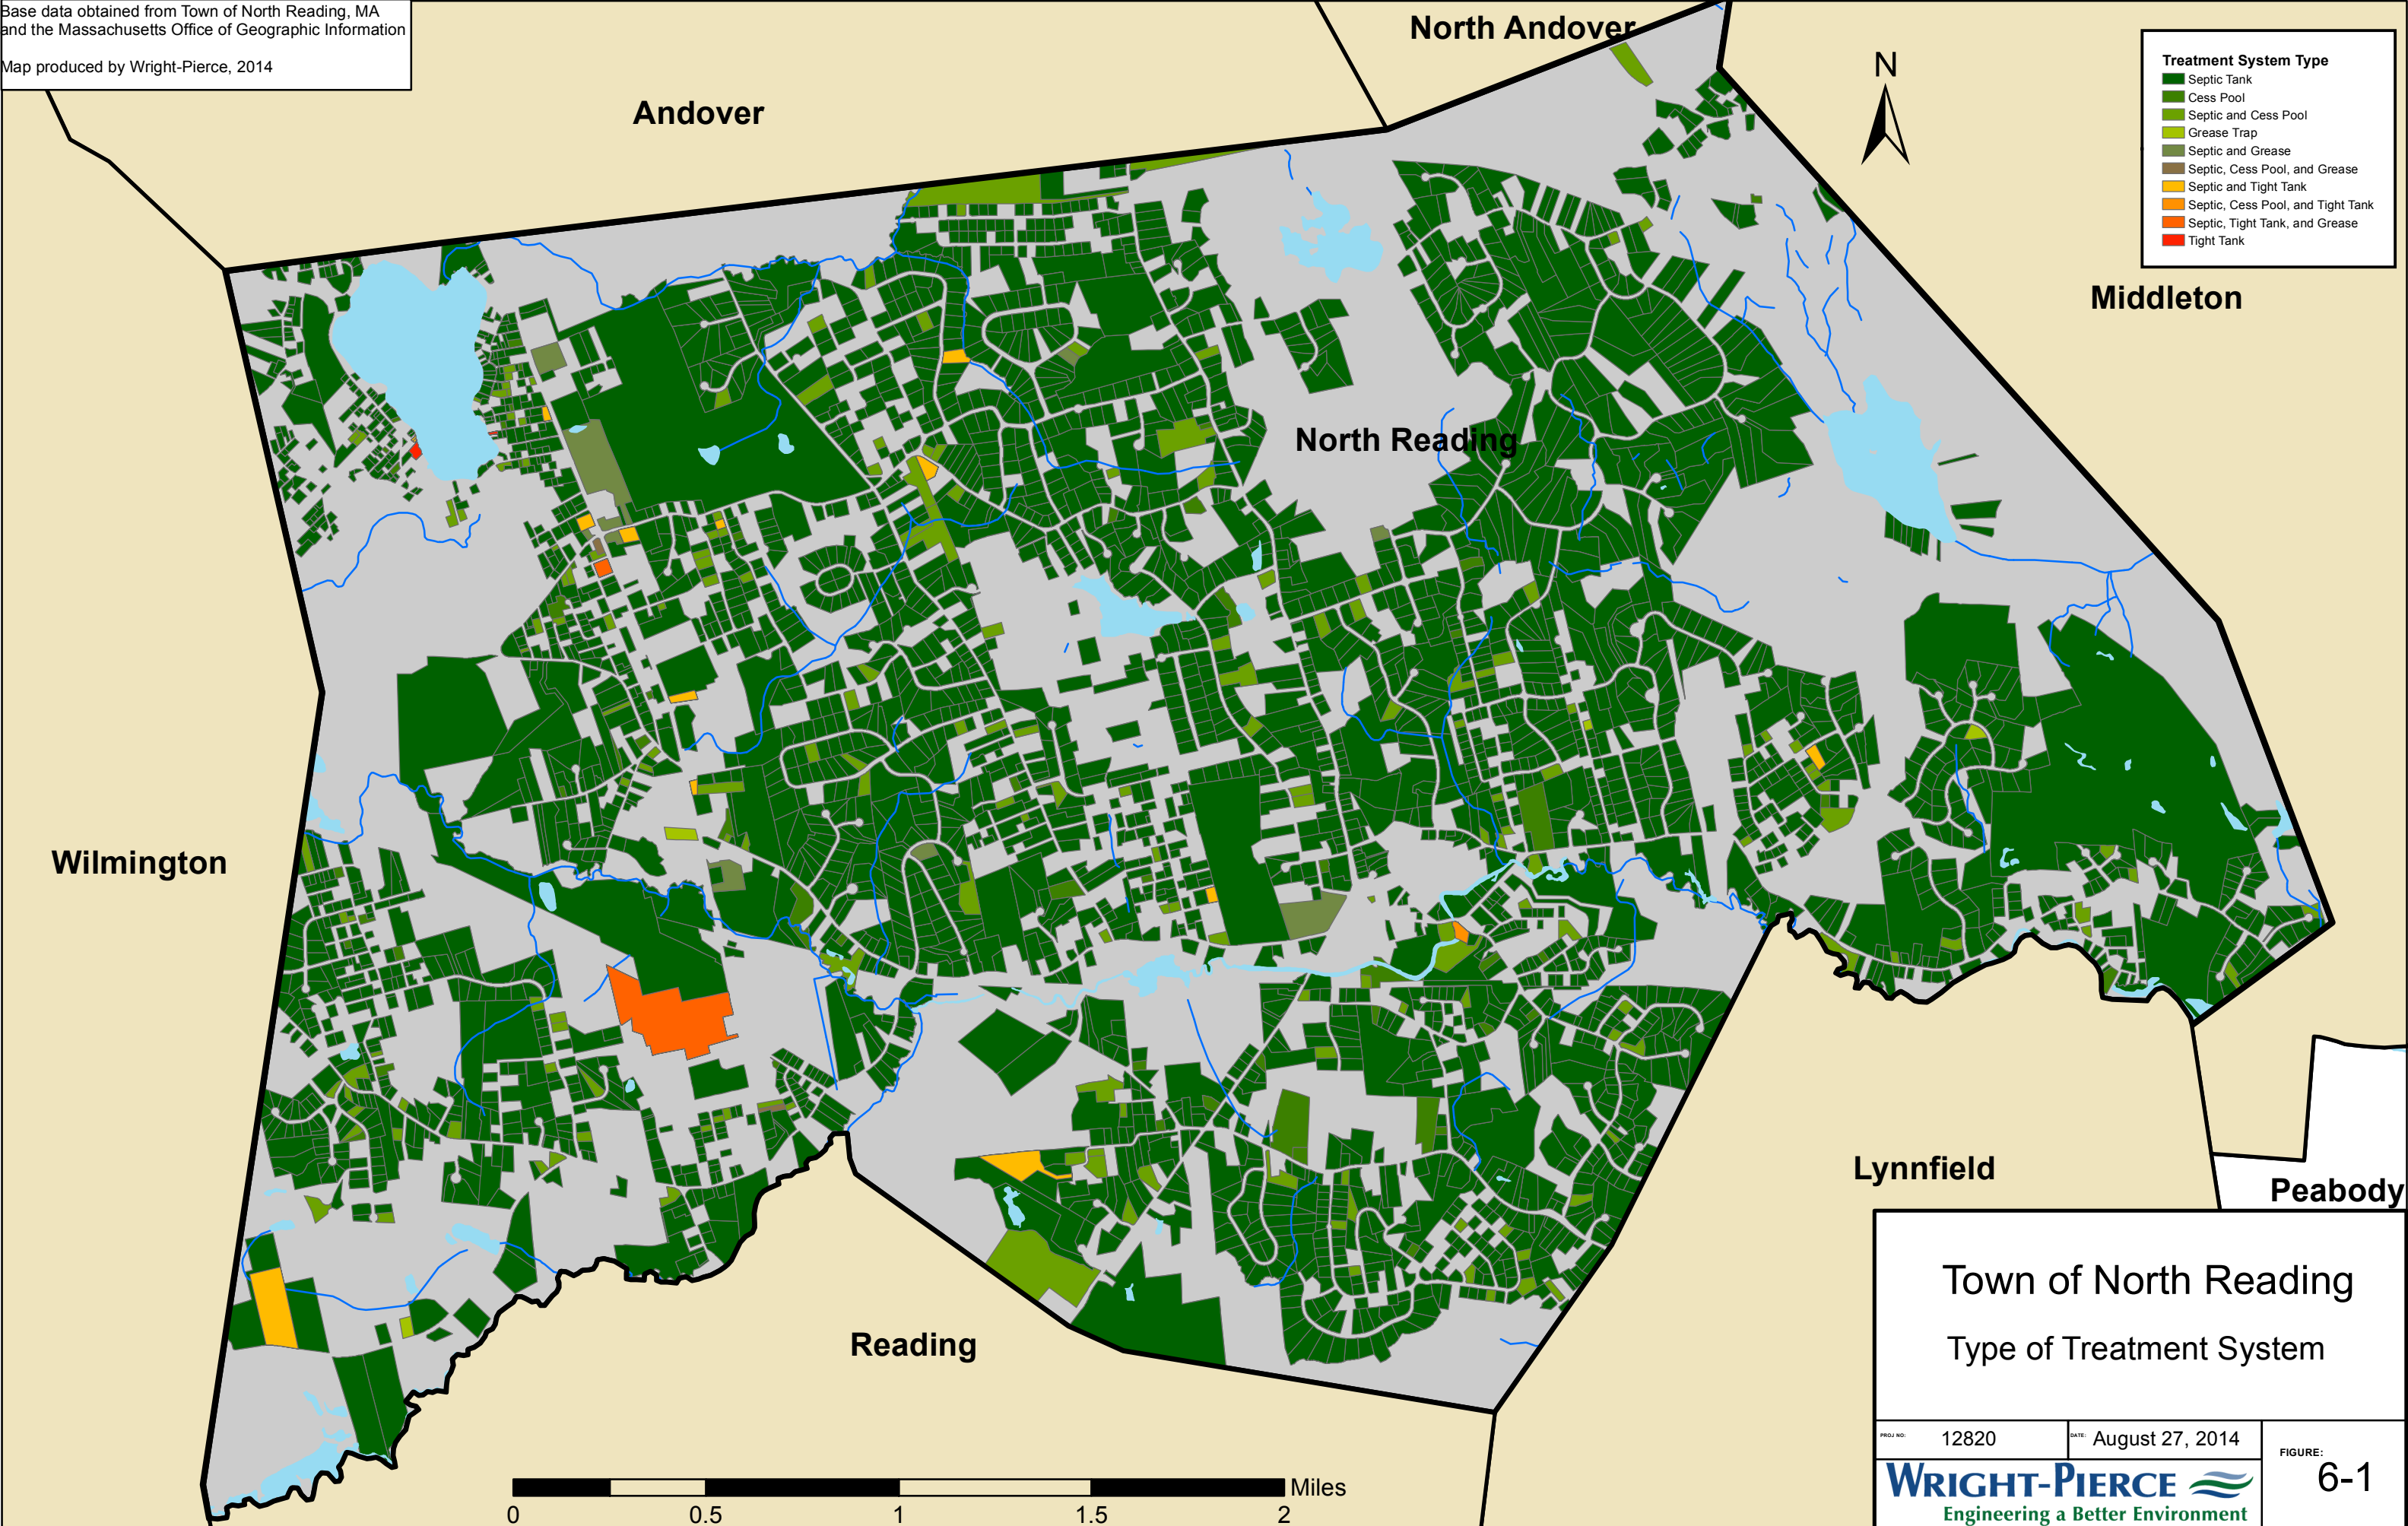 Base data obtained from Town of North Reading, MA
and the Massachusetts Office of Geographic Information
Map produced by Wright-Pierce, 2014
North Andover
Andover
N
Treatment System Type
Septic Tank
Cess Pool
Septic and Cess Pool
Grease Trap
Septic and Grease
Septic, Cess Pool, and Grease
Septic and Tight Tank
Septic, Cess Pool, and Tight Tank
Septic, Tight Tank, and Grease
Tight Tank
Middleton
North Reading
Wilmington
Lynnfield
Peabody
Reading
Town of North Reading
Type of Treatment System
PROJ NO: 12820
DATE: August 27, 2014
FIGURE:
6-1
WRIGHT-PIERCE
Engineering a Better Environment
Miles
0 0.5 1 1.5 2